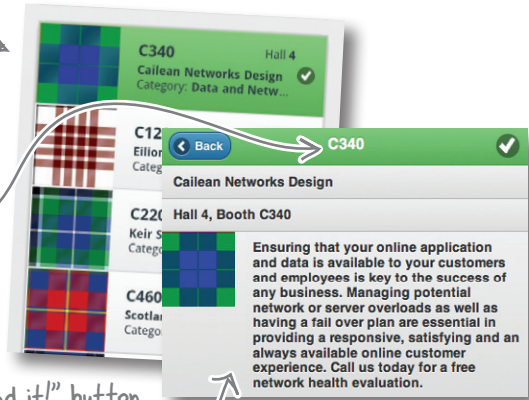 C340 Hall 4
Cailean Networks Design
Category: Data and Netw...
C12
Eilior
Categ
C220
Keir S
Catego
C460
Scotla
Catego
Back C340
Cailean Networks Design
Hall 4, Booth C340
Ensuring that your online application
and data is available to your customers
and employees is key to the success of
any business. Managing potential
network or server overloads as well as
having a fail over plan are essential in
providing a responsive, satisfying and an
always available online customer
experience. Call us today for a free
network health evaluation.
d it!" button